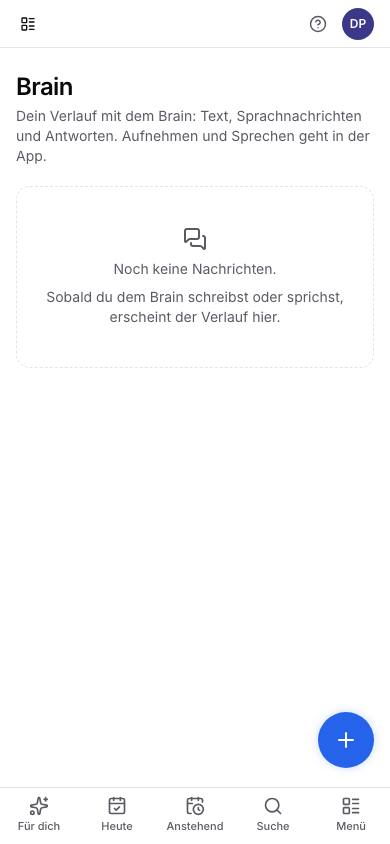 DP
Brain
Dein Verlauf mit dem Brain: Text, Sprachnachrichten
und Antworten. Aufnehmen und Sprechen geht in der
App.
Noch keine Nachrichten.
Sobald du dem Brain schreibst oder sprichst,
erscheint der Verlauf hier.
Für dich
Heute
Anstehend
Suche
Menü